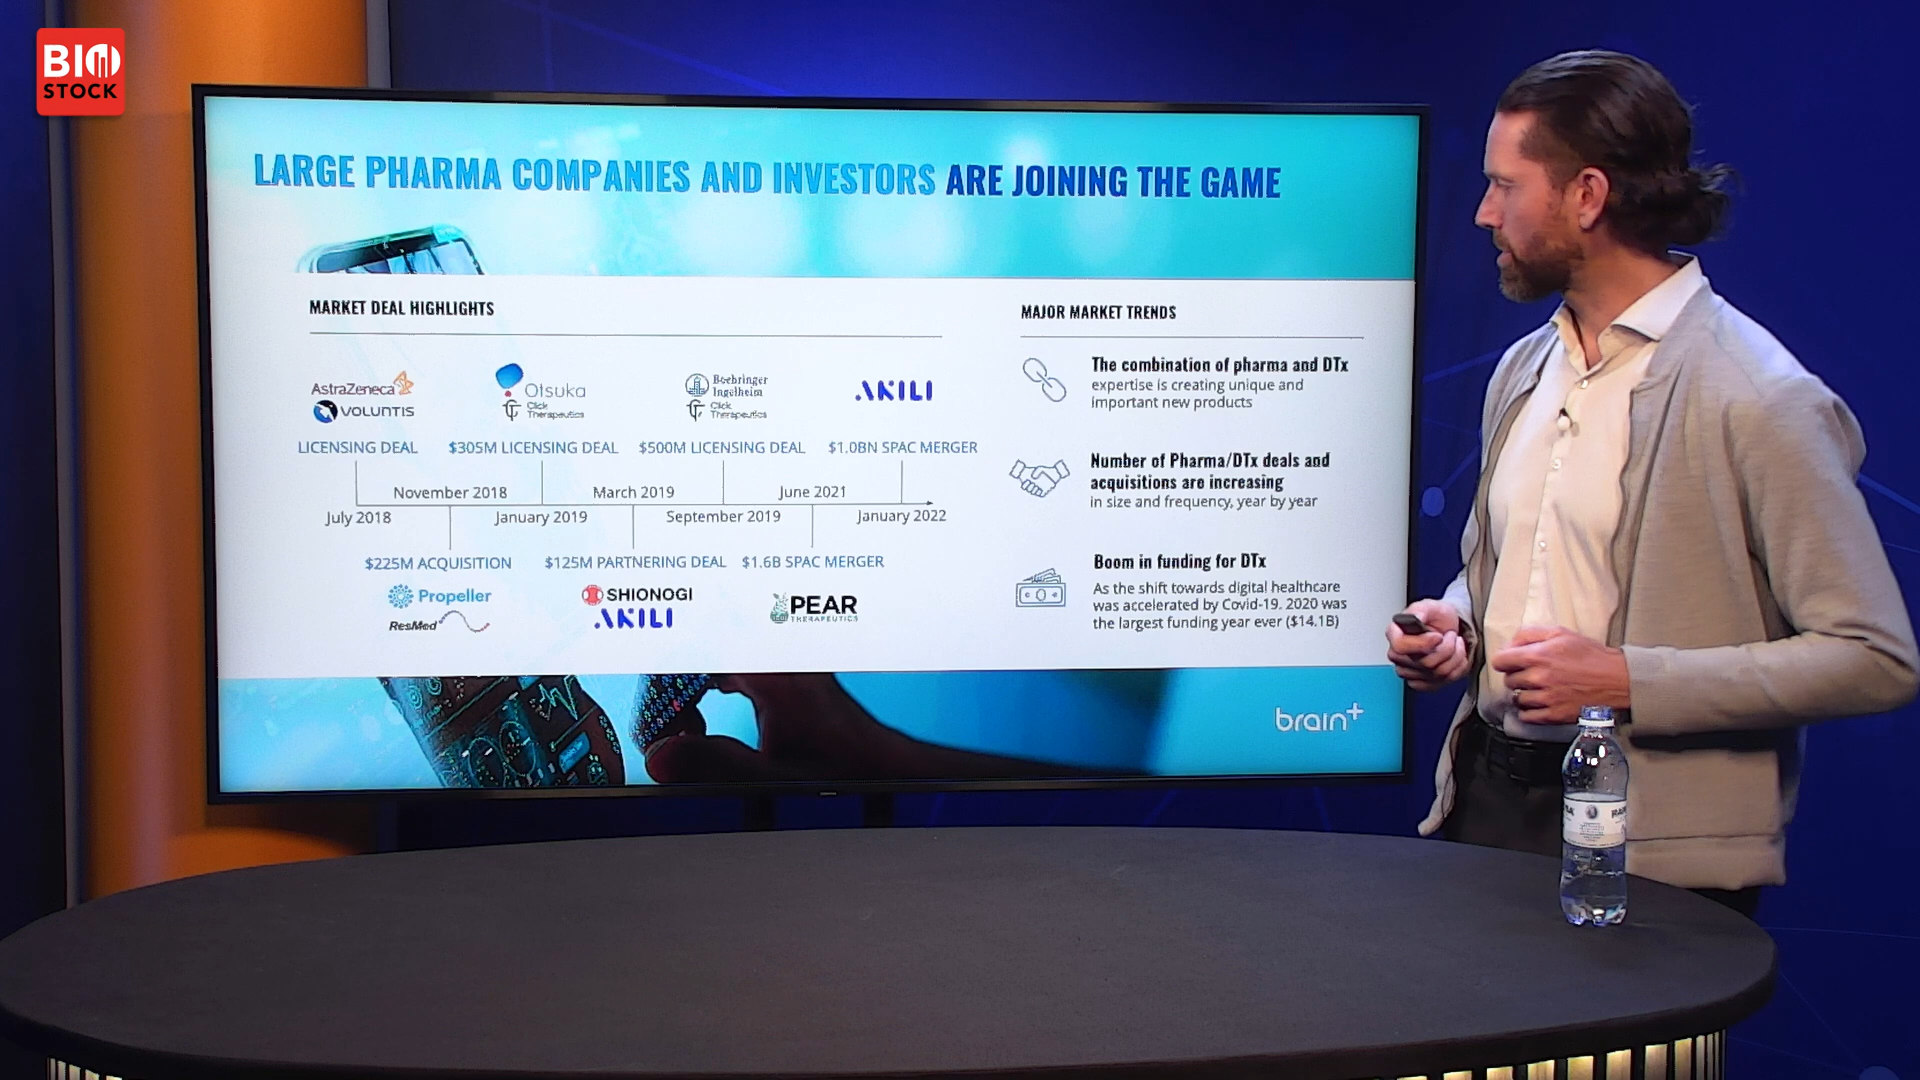 BIO
STOCK
LARGE PHARMA COMPANIES AND INVESTORS ARE JOINING THE GAME
MARKET DEAL HIGHLIGHTS
AstraZeneca
VOLUNTIS
Otsuka
Click
Therapeutics
Boehringer
Ingelheim
Click
Therapeutics
AKILI
LICENSING DEAL
$305M LICENSING DEAL
$500M LICENSING DEAL
$1.0BN SPAC MERGER
November 2018
March 2019
June 2021
July 2018
January 2019
September 2019
January 2022
$225M ACQUISITION
$125M PARTNERING DEAL
$1.6B SPAC MERGER
Propeller
ResMed
SHIONOGI
AKILI
PEAR
THERAPEUTICS
MAJOR MARKET TRENDS
The combination of pharma and DTx
expertise is creating unique and
important new products
Number of Pharma/DTx deals and
acquisitions are increasing
in size and frequency, year by year
Boom in funding for DTx
As the shift towards digital healthcare
was accelerated by Covid-19. 2020 was
the largest funding year ever ($14.1B)
brain+